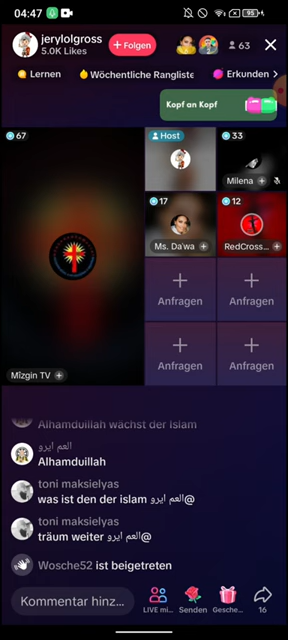 04:47
95
jerylolgross
5.0K Likes
+ Folgen
63
Lernen
Wöchentliche Rangliste
Erkunden
Kopf an Kopf
67
Host
33
Milena
17
Ms. Da'wa
12
RedCross...
Anfragen
Anfragen
Anfragen
Anfragen
Mîzgin TV
Alhamduillah wächst der Islam
العم ايرو
Alhamduillah
toni maksielyas
was ist den der islam العم ايرو@
toni maksielyas
träum weiter العم ايرو@
Wosche52 ist beigetreten
Kommentar hinz...
LIVE mi...
Senden
Gesche...
16